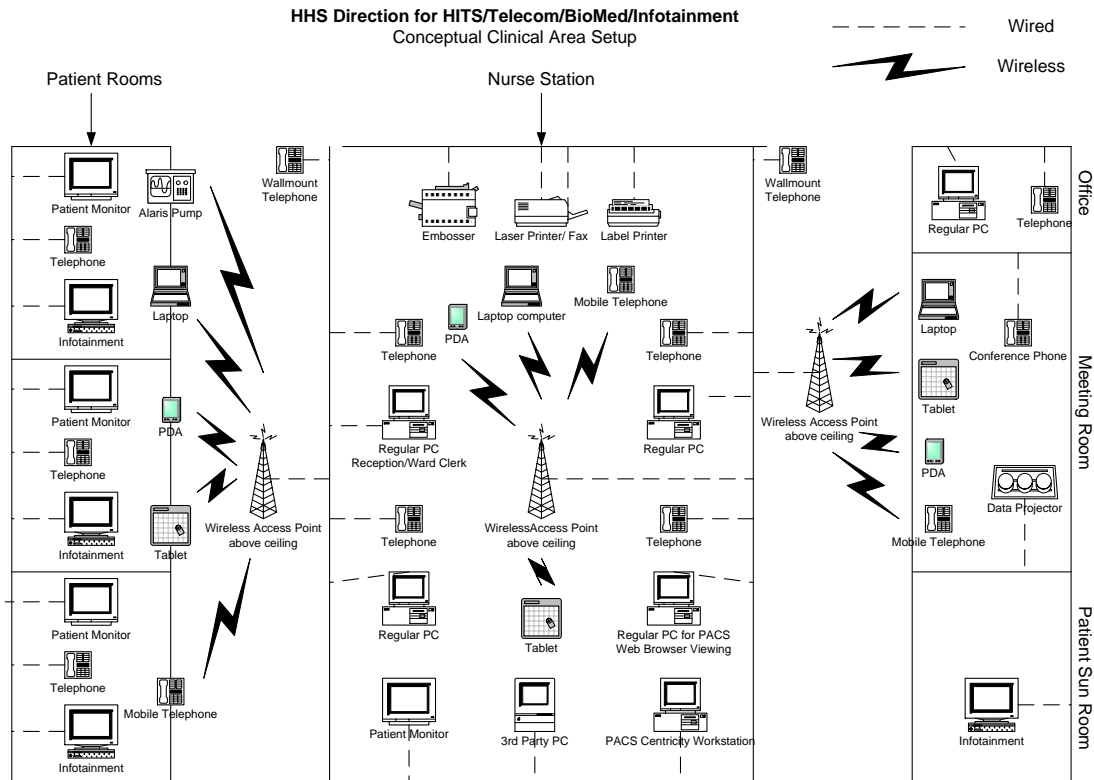 HHS Direction for HITS/Telecom/BioMed/Infotainment
Conceptual Clinical Area Setup
Wired
Wireless
Patient Rooms
Nurse Station
Patient Monitor
Alaris Pump
Telephone
Laptop
Infotainment
Patient Monitor
PDA
Telephone
Infotainment
Tablet
Patient Monitor
Telephone
Mobile Telephone
Infotainment
Wallmount
Telephone
Wireless Access Point
above ceiling
Embosser
Laser Printer/ Fax
Label Printer
Laptop computer
Mobile Telephone
PDA
Telephone
Telephone
Regular PC
Reception/Ward Clerk
Regular PC
Telephone
WirelessAccess Point
above ceiling
Telephone
Regular PC
Tablet
Regular PC for PACS
Web Browser Viewing
Patient Monitor
3rd Party PC
PACS Centricity Workstation
Wallmount
Telephone
Wireless Access Point
above ceiling
Regular PC
Telephone
Office
Laptop
Conference Phone
Tablet
PDA
Data Projector
Mobile Telephone
Meeting Room
Infotainment
Patient Sun Room